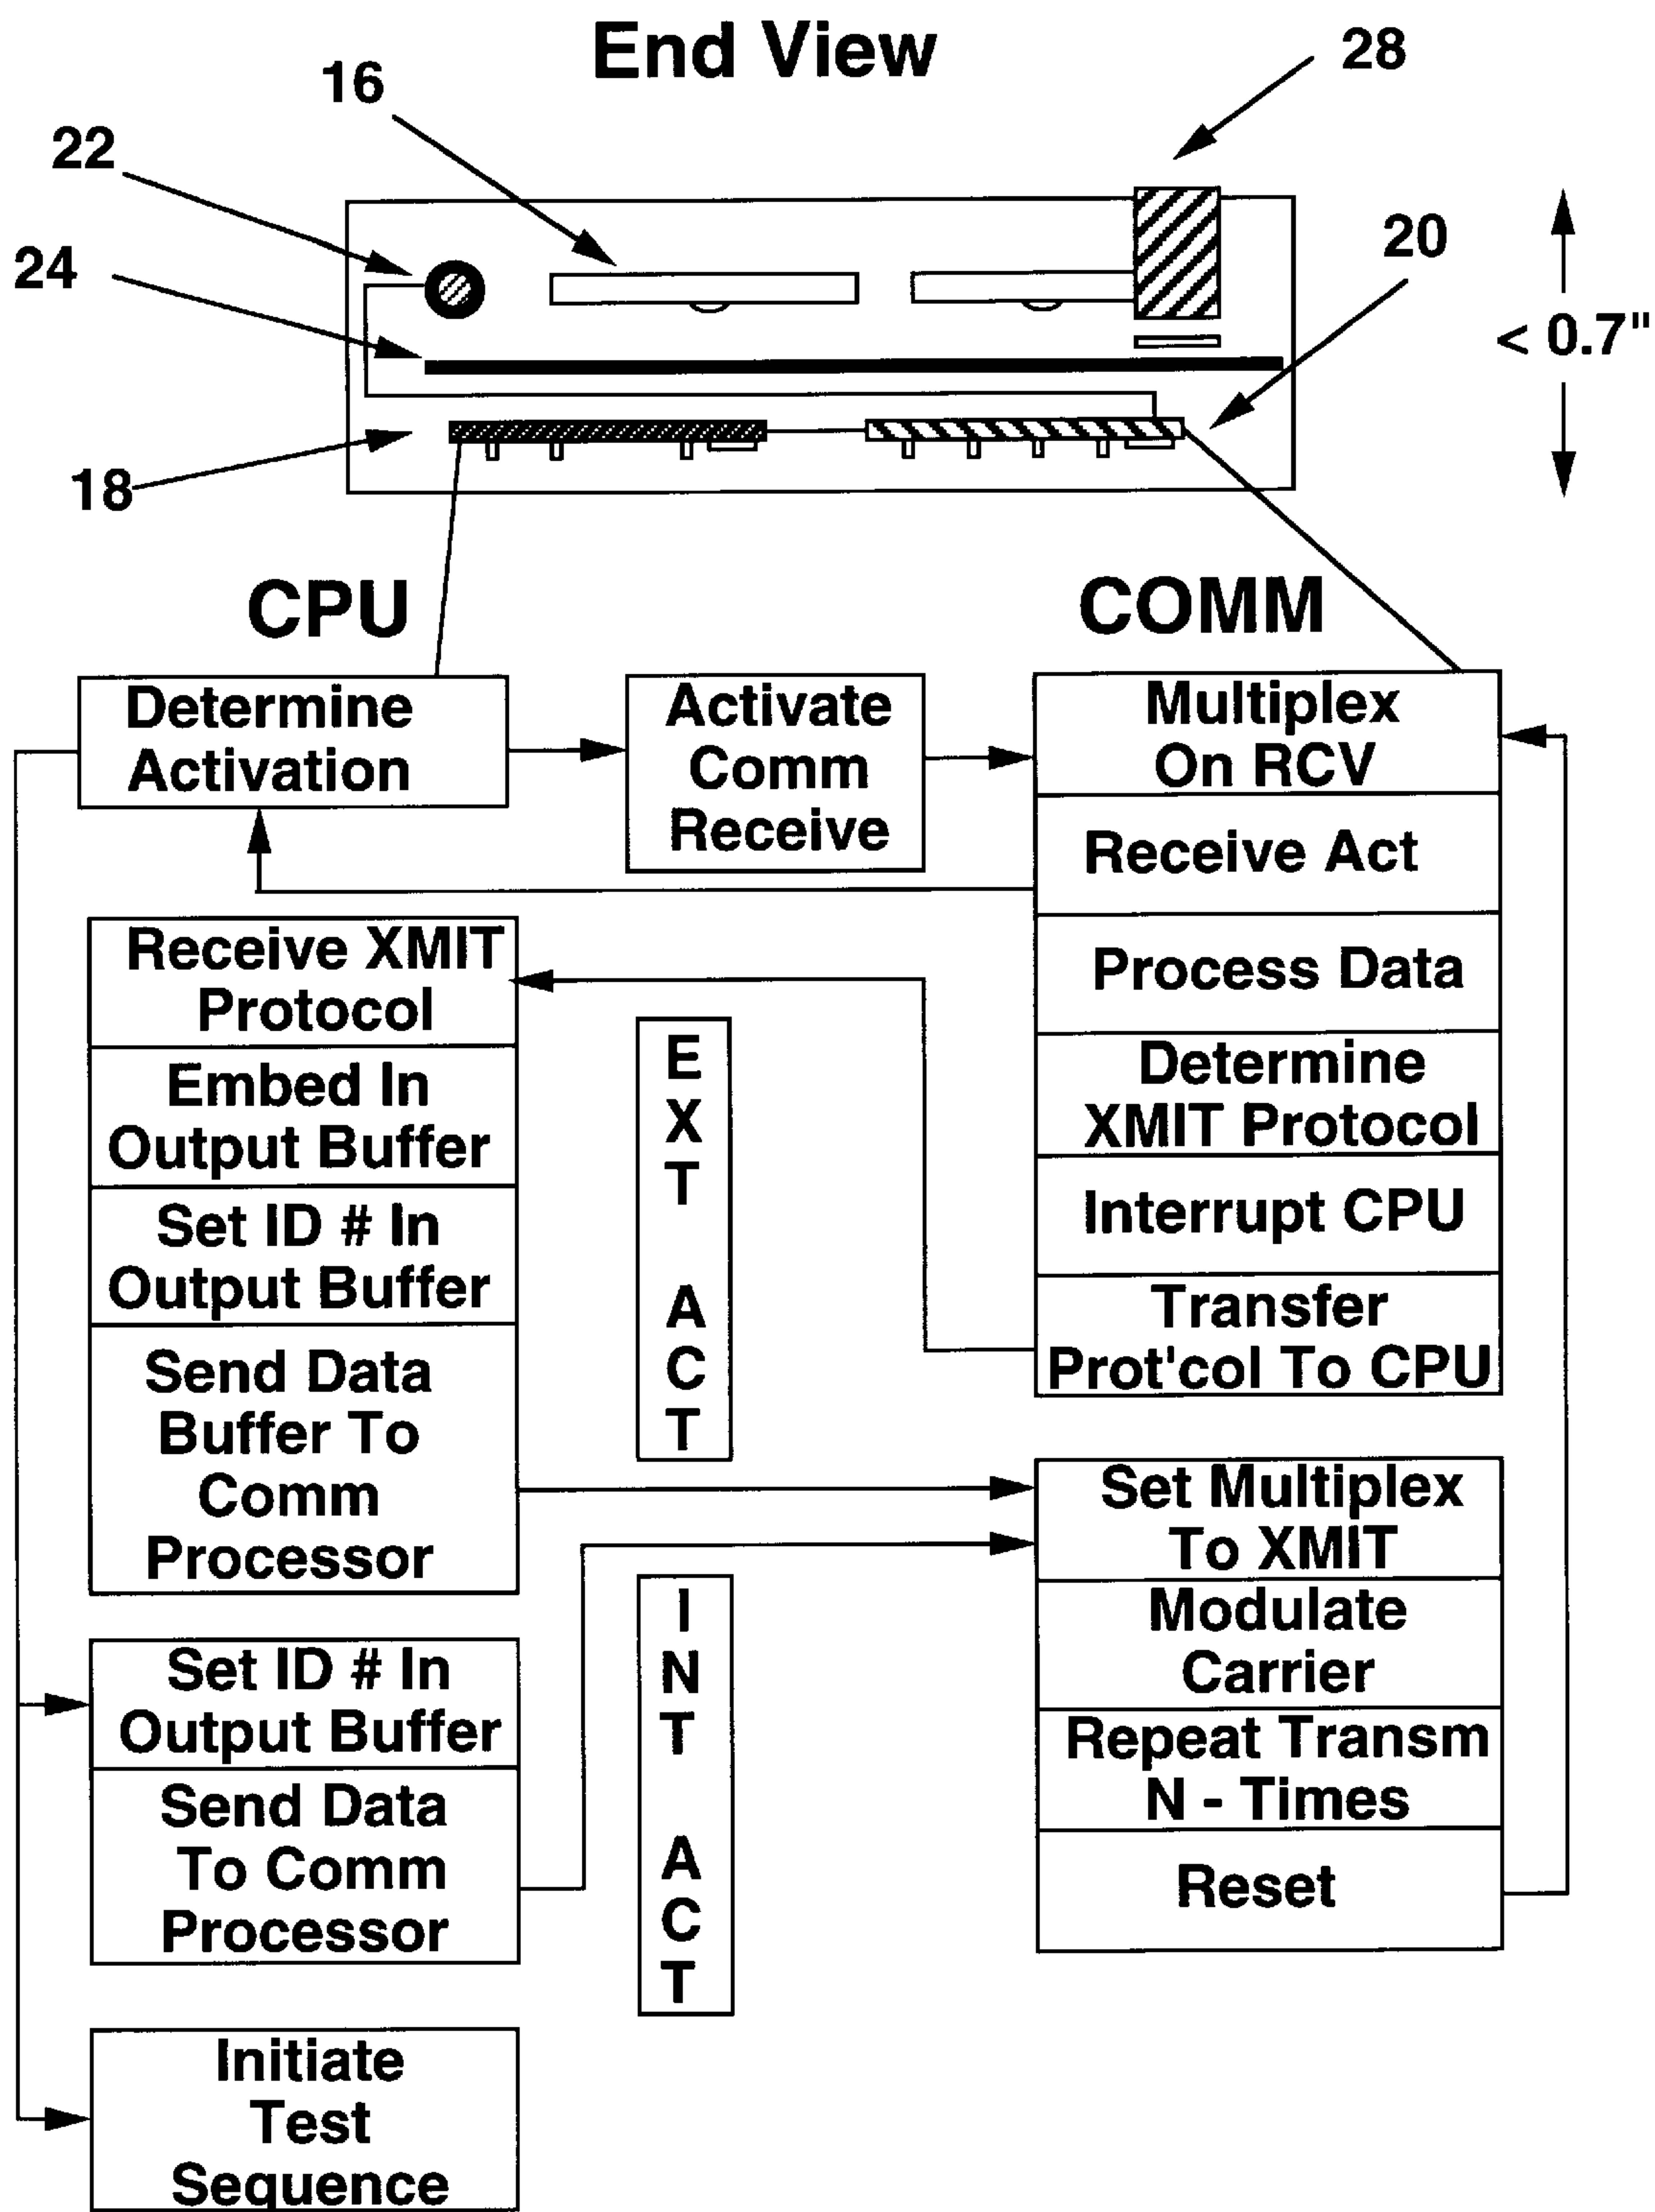 End View
28
16
22
24
20
< 0.7"
18
CPU
COMM
Determine
Activation
Activate
Comm
Receive
Multiplex
On RCV
Receive Act
Process Data
Determine
XMIT Protocol
Interrupt CPU
Transfer
Prot'col To CPU
Receive XMIT
Protocol
Embed In
Output Buffer
Set ID # In
Output Buffer
Send Data
Buffer To
Comm
Processor
E
X
T
A
C
T
Set Multiplex
To XMIT
Modulate
Carrier
Repeat Transm
N - Times
Reset
I
N
T
A
C
T
Set ID # In
Output Buffer
Send Data
To Comm
Processor
Initiate
Test
Sequence